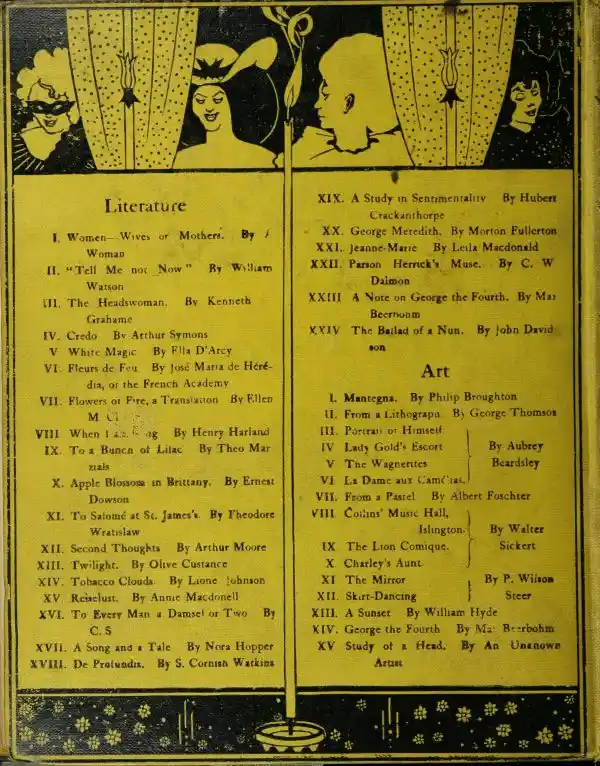 Literature
I. Women—Wives or Mothers. By A
Woman
II. "Tell Me not Now" By William
Watson
III. The Headswoman. By Kenneth
Grahame
IV. Credo By Arthur Symons
V White Magic By Ella D'Arcy
VI. Fleurs de Feu By José Maria de Héré-
dia, of the French Academy
VII. Flowers of Fire, a Translation By Ellen
M
VIII When I By Henry Harland
IX. To a Bunch of Lilac By Theo Mar
zials
X. Apple Blossom in Brittany. By Ernest
Dowson
XI. To Salomé at St. James's. By Theodore
Wratislaw
XII. Second Thoughts By Arthur Moore
XIII. Twilight. By Olive Custance
XIV. Tobacco Clouds. By Lionel Johnson
XV. Reiselust. By Annie Macdonell
XVI. To Every Man a Damsel or Two By
C. S
XVII. A Song and a Tale By Nora Hopper
XVIII. De Profundis. By S. Cornish Watkins
XIX. A Study in Sentimentality By Hubert
Crackanthorpe
XX. George Meredith. By Morton Fullerton
XXI. Jeanne-Marie By Leila Macdonald
XXII. Parson Herrick's Muse. By C. W
Dalmon
XXIII A Note on George the Fourth. By Max
Beerbohm
XXIV The Ballad of a Nun. By John David
son
Art
I. Mantegna. By Philip Broughton
II. From a Lithograph. By George Thomson
III. Portrait of Himself
IV Lady Gold's Escort By Aubrey
V The Wagnerites Beardsley
VI La Dame aux Camélias,
VII. From a Pastel By Albert Foschter
VIII. Collins' Music Hall,
Islington. By Walter
IX The Lion Comique. Sickert
X. Charley's Aunt.
XI The Mirror By P. Wilson
XII. Skirt-Dancing Steer
XIII. A Sunset By William Hyde
XIV. George the Fourth By Max Beerbohm
XV Study of a Head. By An Unknown
Artist